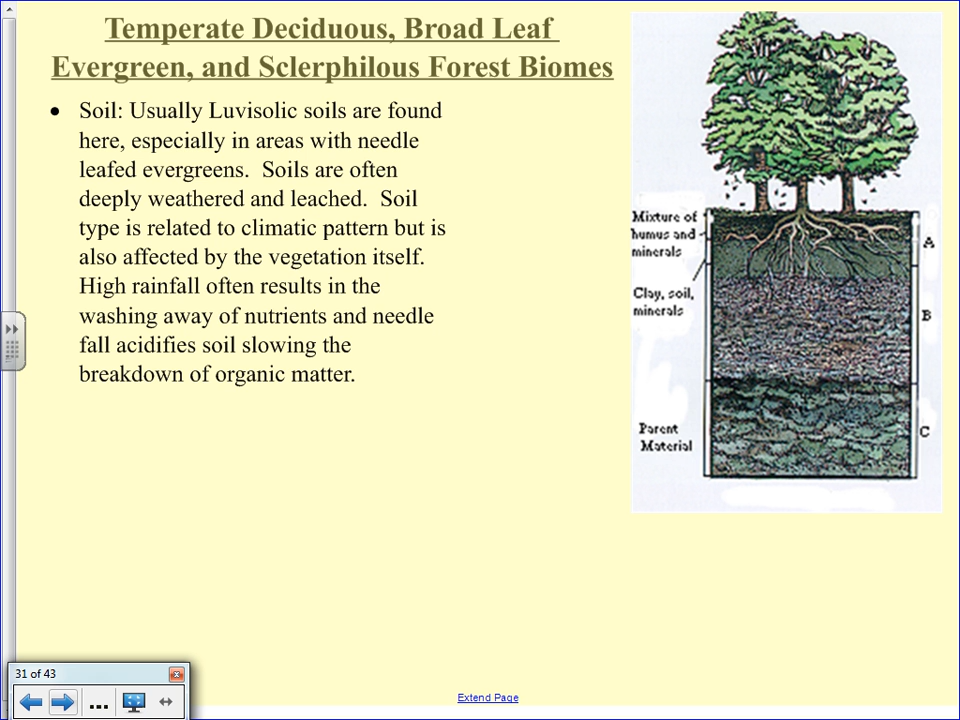 Temperate Deciduous, Broad Leaf
Evergreen, and Sclerphilous Forest Biomes
• Soil: Usually Luvisolic soils are found
here, especially in areas with needle
leafed evergreens. Soils are often
deeply weathered and leached. Soil
type is related to climatic pattern but is
also affected by the vegetation itself.
High rainfall often results in the
washing away of nutrients and needle
fall acidifies soil slowing the
breakdown of organic matter.
Mixture of
humus and
minerals
Clay, soil,
minerals
Parent
Material
A
B
C
31 of 43
Extend Page